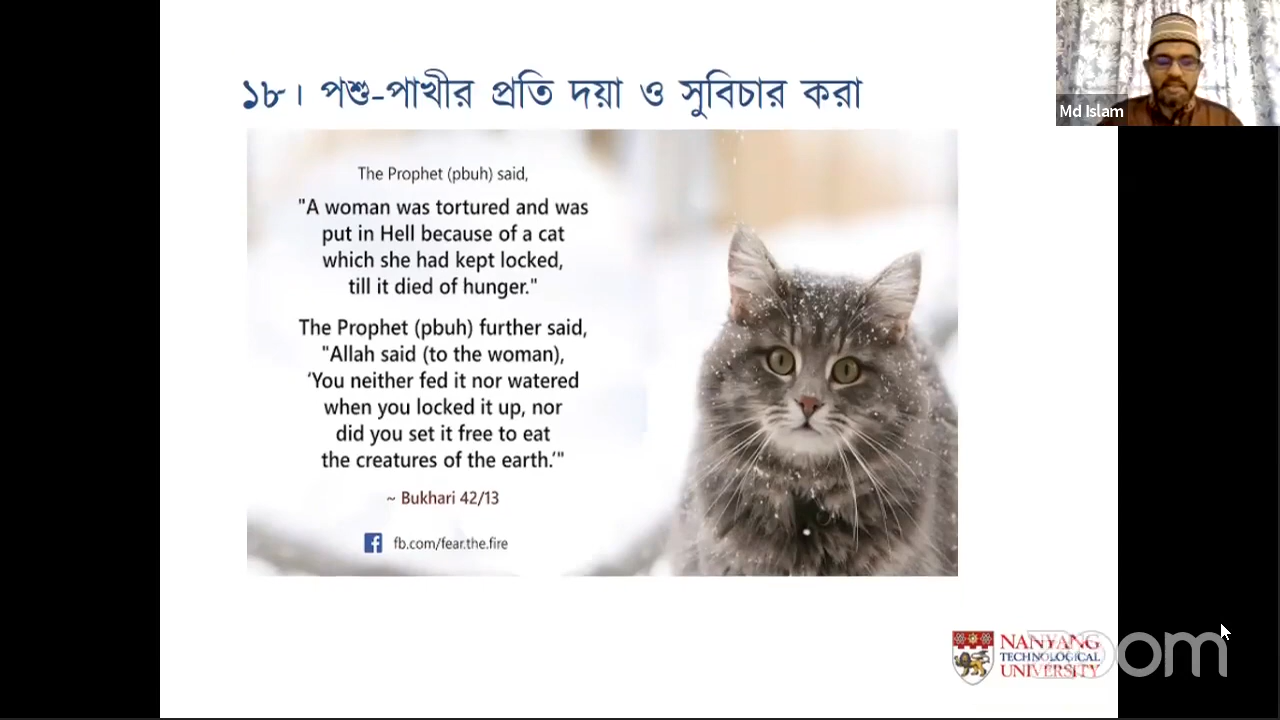 ১৮। পশু-পাখীর প্রতি দয়া ও সুবিচার করা
The Prophet (pbuh) said,
"A woman was tortured and was
put in Hell because of a cat
which she had kept locked,
till it died of hunger."
The Prophet (pbuh) further said,
"Allah said (to the woman),
‘You neither fed it nor watered
when you locked it up, nor
did you set it free to eat
the creatures of the earth.’"
~ Bukhari 42/13
fb.com/fear.the.fire
Md Islam
NANYANG
TECHNOLOGICAL
UNIVERSITY
zoom